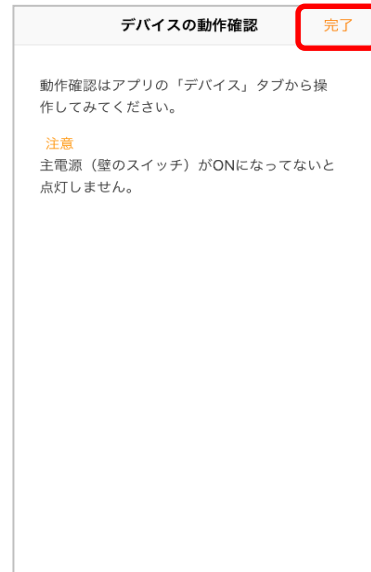 デバイスの動作確認 完了
動作確認はアプリの「デバイス」タブから操
作してみてください。
注意
主電源（壁のスイッチ）がONになってないと
点灯しません。